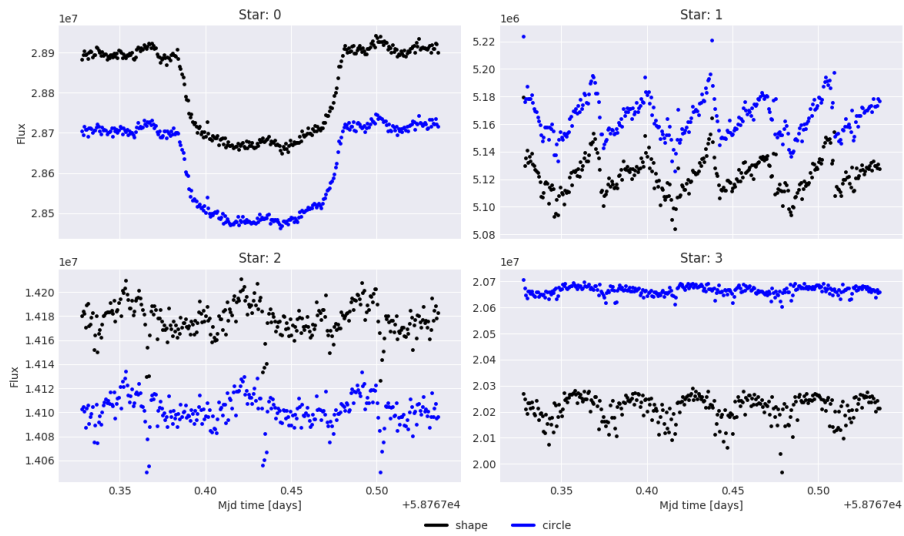 Star: 0
1e7
2.89
2.88
2.87
2.86
2.85
Flux
Star: 1
1e6
5.22
5.20
5.18
5.16
5.14
5.12
5.10
5.08
Star: 2
1e7
1.420
1.418
1.416
1.414
1.412
1.410
1.408
1.406
Flux
0.35 0.40 0.45 0.50
Mjd time [days] +5.8767e4
Star: 3
1e7
2.07
2.06
2.05
2.04
2.03
2.02
2.01
2.00
0.35 0.40 0.45 0.50
Mjd time [days] +5.8767e4
shape circle